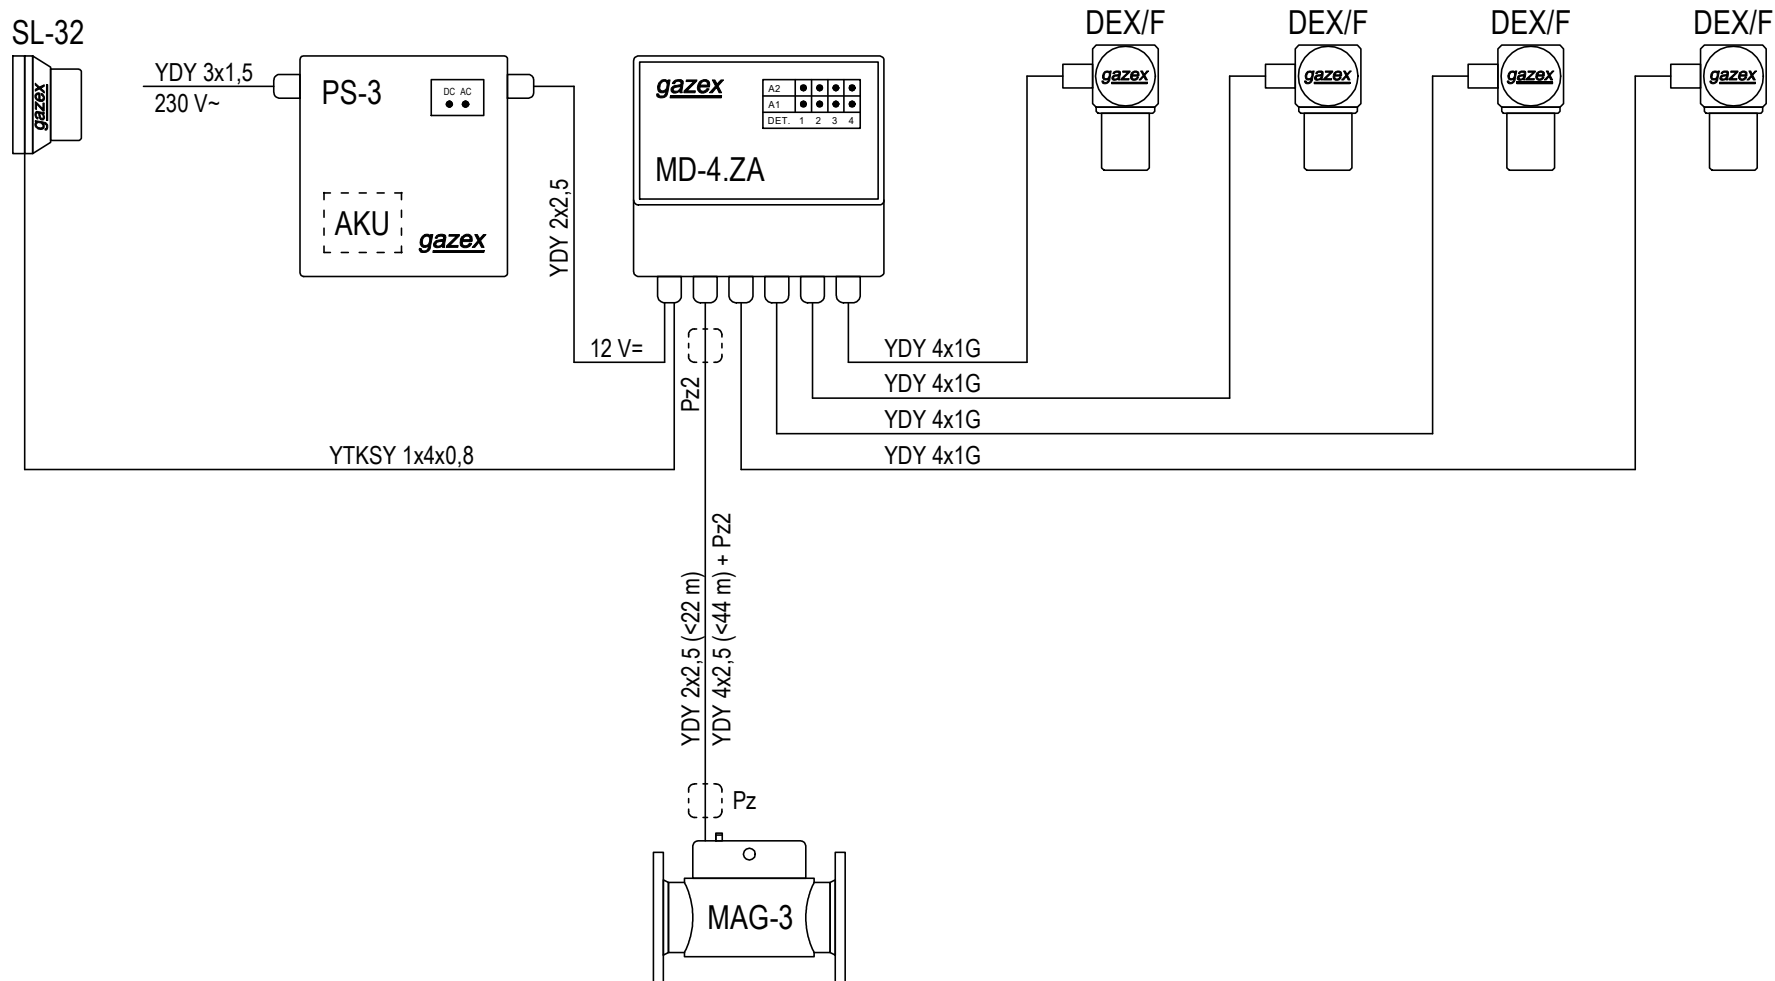 SL-32
gazex
YDY 3x1,5
230 V~
PS-3
DC AC
AKU
gazex
YDY 2x2,5
12 V=
gazex
A2
A1
DET. 1 2 3 4
MD-4.ZA
DEX/F
gazex
DEX/F
gazex
DEX/F
gazex
DEX/F
gazex
YDY 4x1G
YDY 4x1G
YDY 4x1G
YDY 4x1G
Pz2
YTKSY 1x4x0,8
YDY 2x2,5 (<22 m)
YDY 4x2,5 (<44 m) + Pz2
Pz
MAG-3